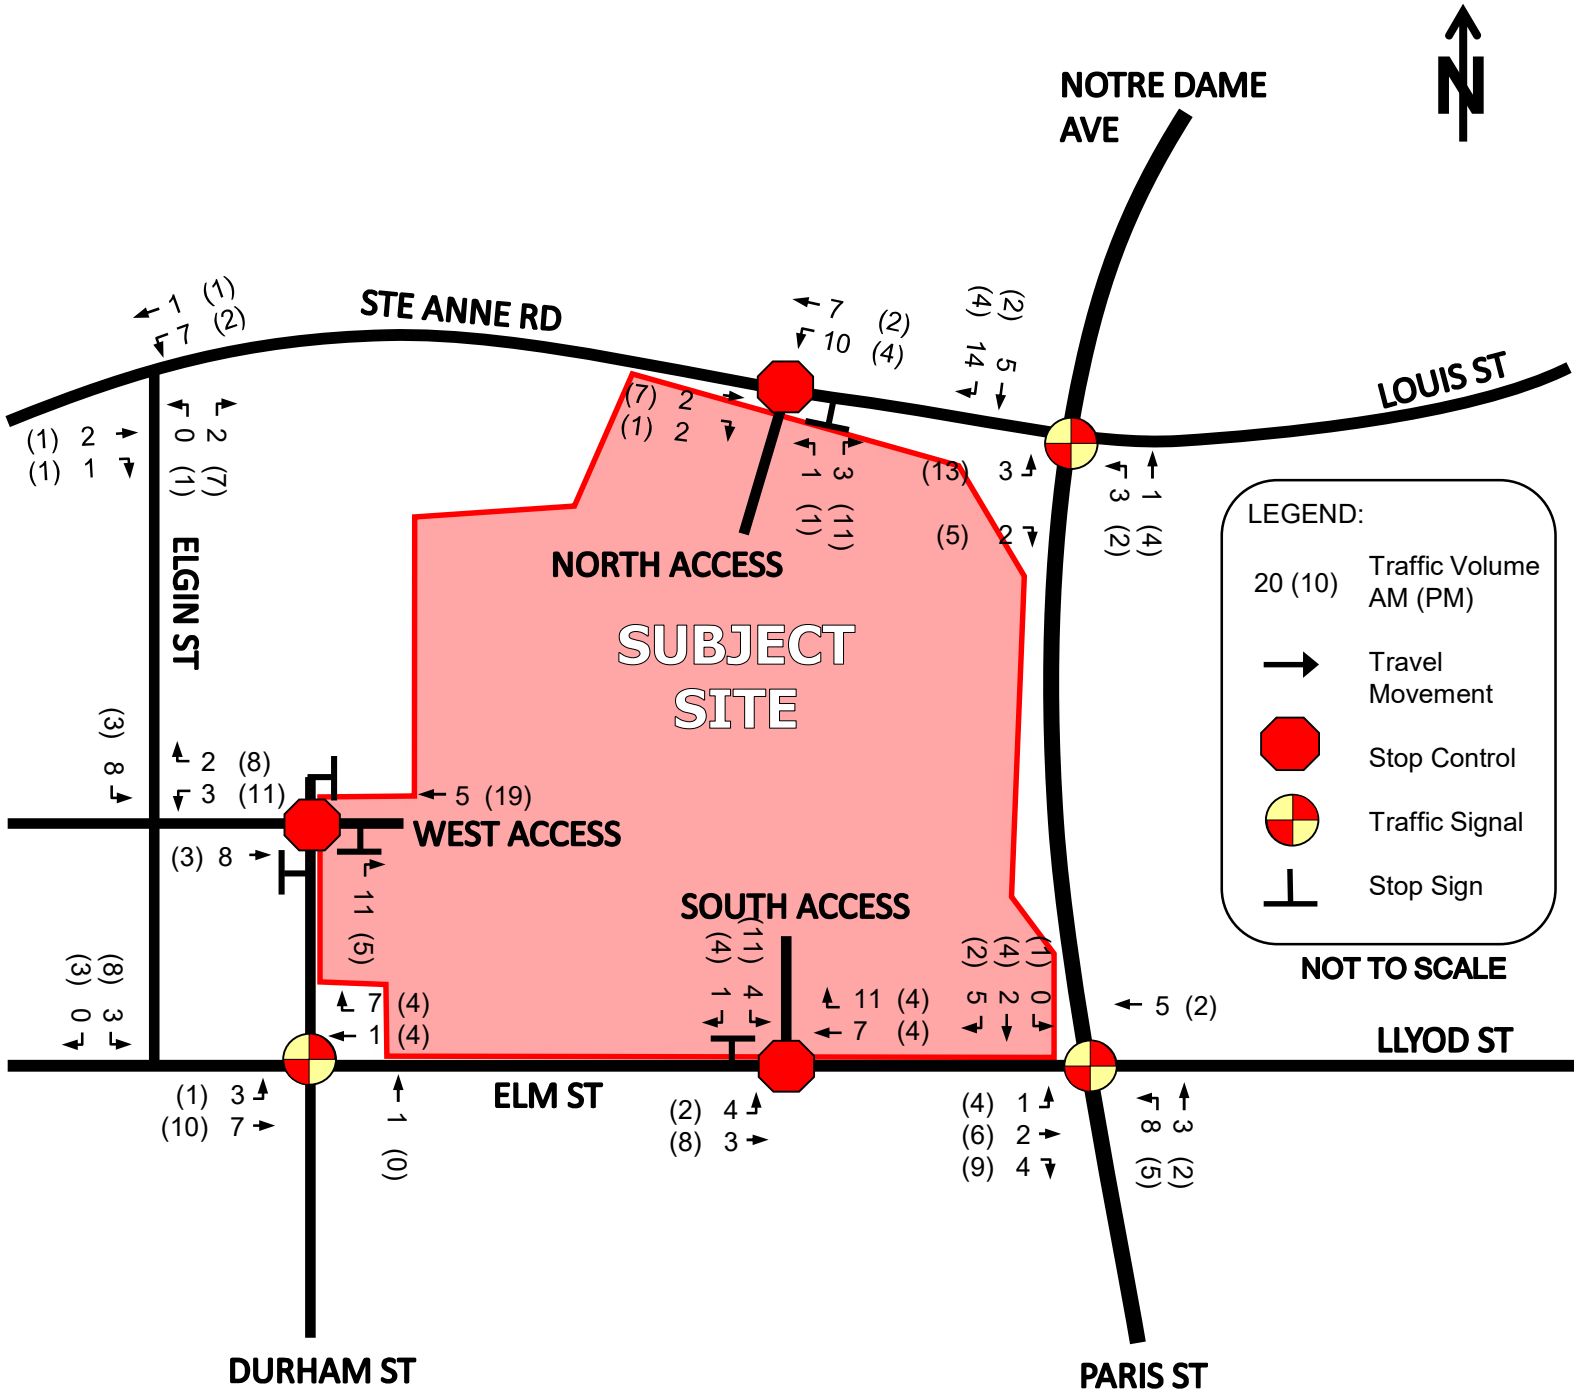 N
NOTRE DAME
AVE
STE ANNE RD
LOUIS ST
1 (1)
7 (2)
7 (2)
10 (4)
(4) 14
(2) 5
(1) 2
(1) 1
0 (1)
2 (7)
(7) 2
(1) 2
1 (1)
3 (11)
(13) 3
(5) 2
3 (2)
1 (4)
ELGIN ST
NORTH ACCESS
SUBJECT
SITE
LEGEND:
20 (10)
Traffic Volume
AM (PM)
Travel
Movement
Stop Control
Traffic Signal
Stop Sign
NOT TO SCALE
(3) 8
2 (8)
3 (11)
5 (19)
WEST ACCESS
(3) 8
11 (5)
SOUTH ACCESS
(3) 0
(8) 3
7 (4)
1 (4)
(4) 1
(11) 4
11 (4)
7 (4)
(2) 5
(4) 2
(1) 0
5 (2)
LLYOD ST
ELM ST
(1) 3
(10) 7
1 (0)
(2) 4
(8) 3
(4) 1
(6) 2
(9) 4
8 (5)
3 (2)
DURHAM ST
PARIS ST